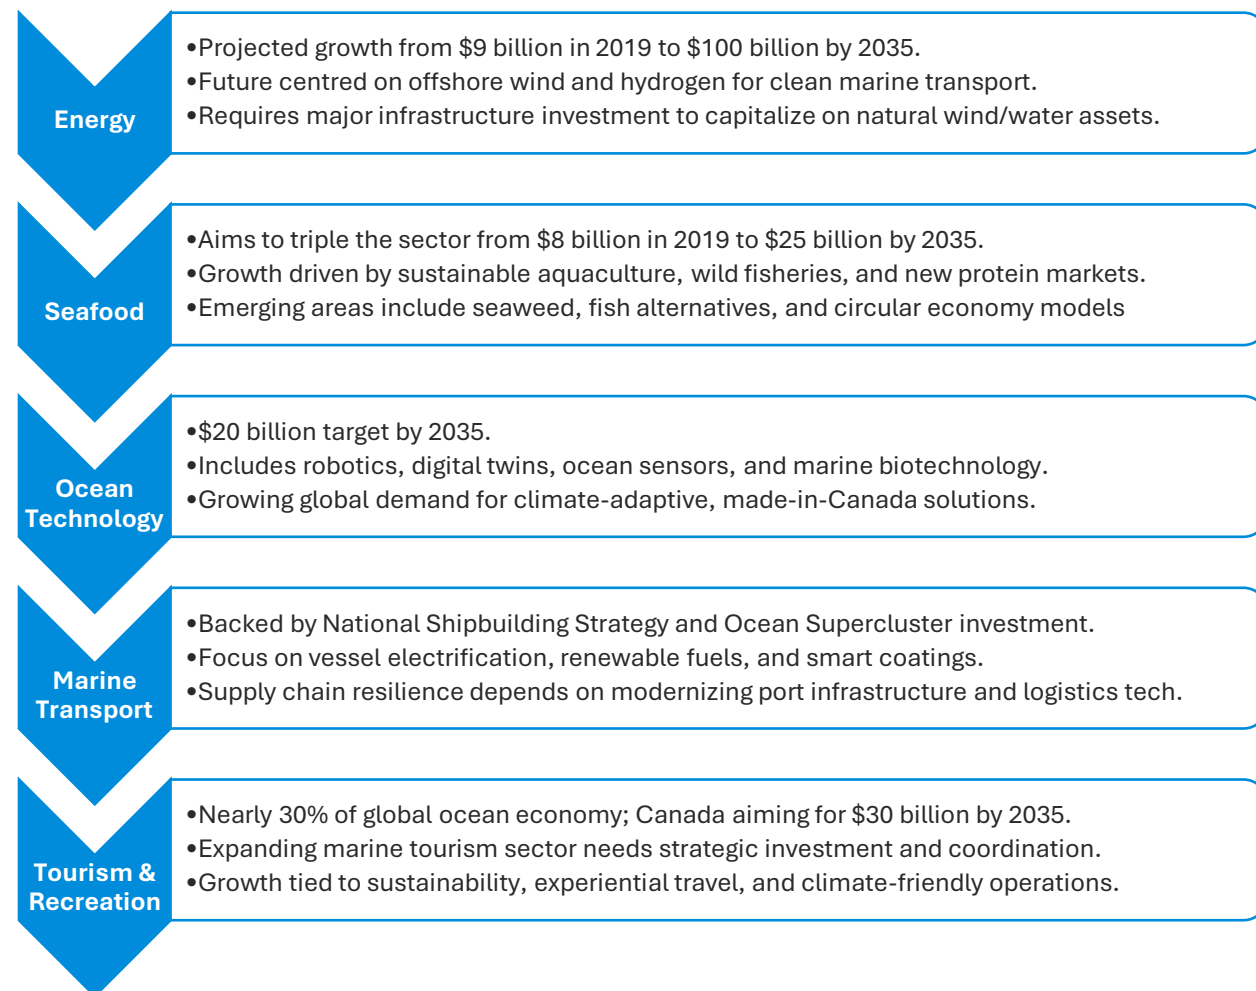 Energy
•Projected growth from $9 billion in 2019 to $100 billion by 2035.
•Future centred on offshore wind and hydrogen for clean marine transport.
•Requires major infrastructure investment to capitalize on natural wind/water assets.
Seafood
•Aims to triple the sector from $8 billion in 2019 to $25 billion by 2035.
•Growth driven by sustainable aquaculture, wild fisheries, and new protein markets.
•Emerging areas include seaweed, fish alternatives, and circular economy models
Ocean
Technology
•$20 billion target by 2035.
•Includes robotics, digital twins, ocean sensors, and marine biotechnology.
•Growing global demand for climate-adaptive, made-in-Canada solutions.
Marine
Transport
•Backed by National Shipbuilding Strategy and Ocean Supercluster investment.
•Focus on vessel electrification, renewable fuels, and smart coatings.
•Supply chain resilience depends on modernizing port infrastructure and logistics tech.
Tourism &
Recreation
•Nearly 30% of global ocean economy; Canada aiming for $30 billion by 2035.
•Expanding marine tourism sector needs strategic investment and coordination.
•Growth tied to sustainability, experiential travel, and climate-friendly operations.